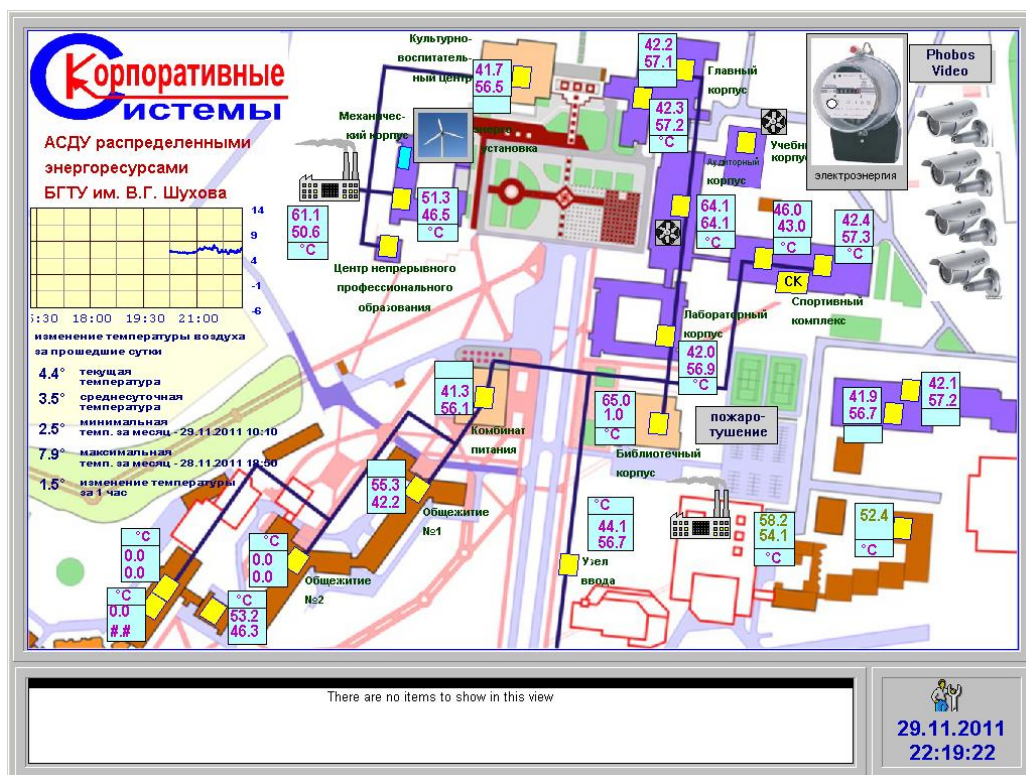 Корпоративные
Системы
АСДУ распределенными
энергоресурсами
БГТУ им. В.Г. Шухова
14
9
4
-1
-6
5:30 18:00 19:30 21:00
изменение температуры воздуха
за прошедшие сутки
4.4° текущая
температура
3.5° среднесуточная
температура
2.5° минимальная
темп. за месяц - 29.11.2011 10:10
7.9° максимальная
темп. за месяц - 28.11.2011 18:50
1.5° изменение температуры
за 1 час
Культурно-
воспитатель-
ный центр
41.7
56.5
Механичес-
кий корпус
энерго
установка
61.1
50.6
°C
51.3
46.5
°C
Центр непрерывного
профессионального
образования
42.2
57.1
Главный
корпус
42.3
57.2
°C
Учебн
корпус
Аудиторный
корпус
электроэнергия
Phobos
Video
64.1
64.1
°C
46.0
43.0
°C
42.4
57.3
°C
СК
Спортивный
комплекс
Лабораторный
корпус
42.0
56.9
°C
41.3
56.1
Комбинат
питания
65.0
1.0
°C
Библиотечный
корпус
пожаро-
тушение
41.9
56.7
42.1
57.2
55.3
42.2
Общежитие
№1
°C
44.1
56.7
Узел
ввода
58.2
54.1
°C
52.4
°C
°C
0.0
0.0
°C
0.0
0.0
Общежитие
№2
°C
0.0
#.#
°C
53.2
46.3
There are no items to show in this view
29.11.2011
22:19:22